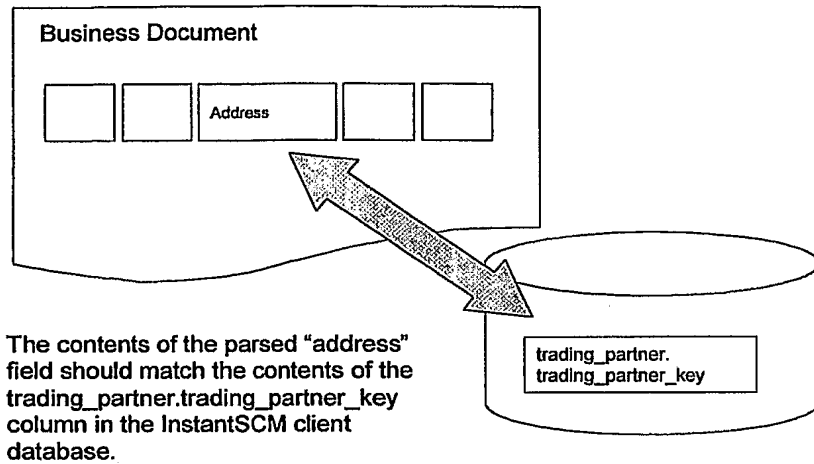 Business Document
Address
trading_partner.
trading_partner_key
The contents of the parsed “address”
field should match the contents of the
trading_partner.trading_partner_key
column in the InstantSCM client
database.